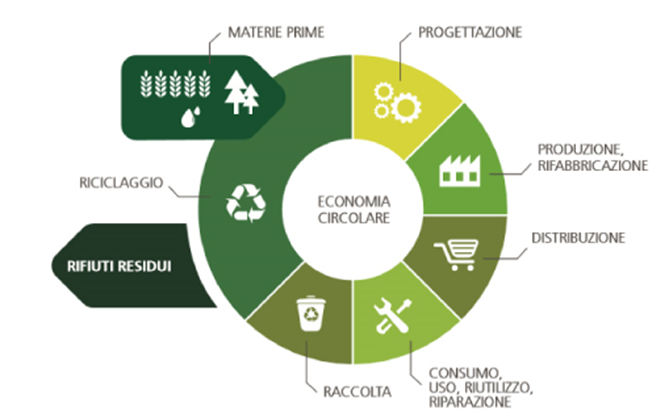 MATERIE PRIME
PROGETTAZIONE
PRODUZIONE,
RIFABBRICAZIONE
RICICLAGGIO
ECONOMIA
CIRCOLARE
DISTRIBUZIONE
RIFIUTI RESIDUI
CONSUMO,
USO, RIUTILIZZO,
RIPARAZIONE
RACCOLTA